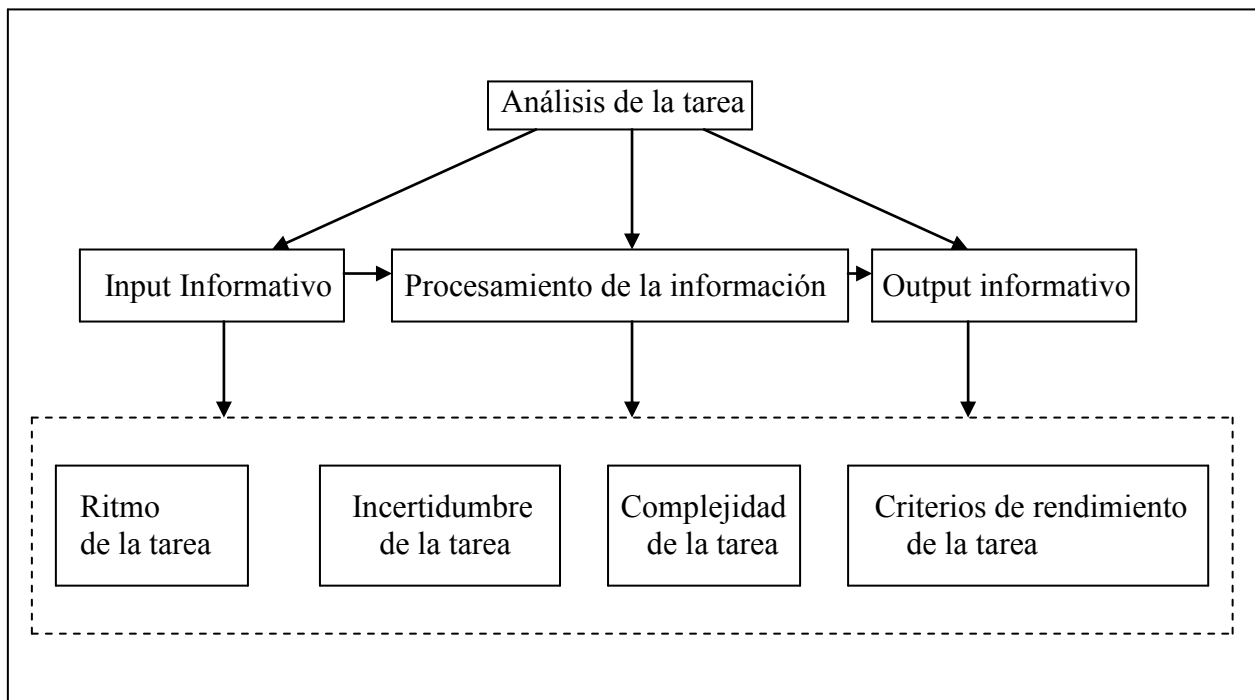 Análisis de la tarea
Input Informativo
Procesamiento de la información
Output informativo
Ritmo
de la tarea
Incertidumbre
de la tarea
Complejidad
de la tarea
Criterios de rendimiento
de la tarea